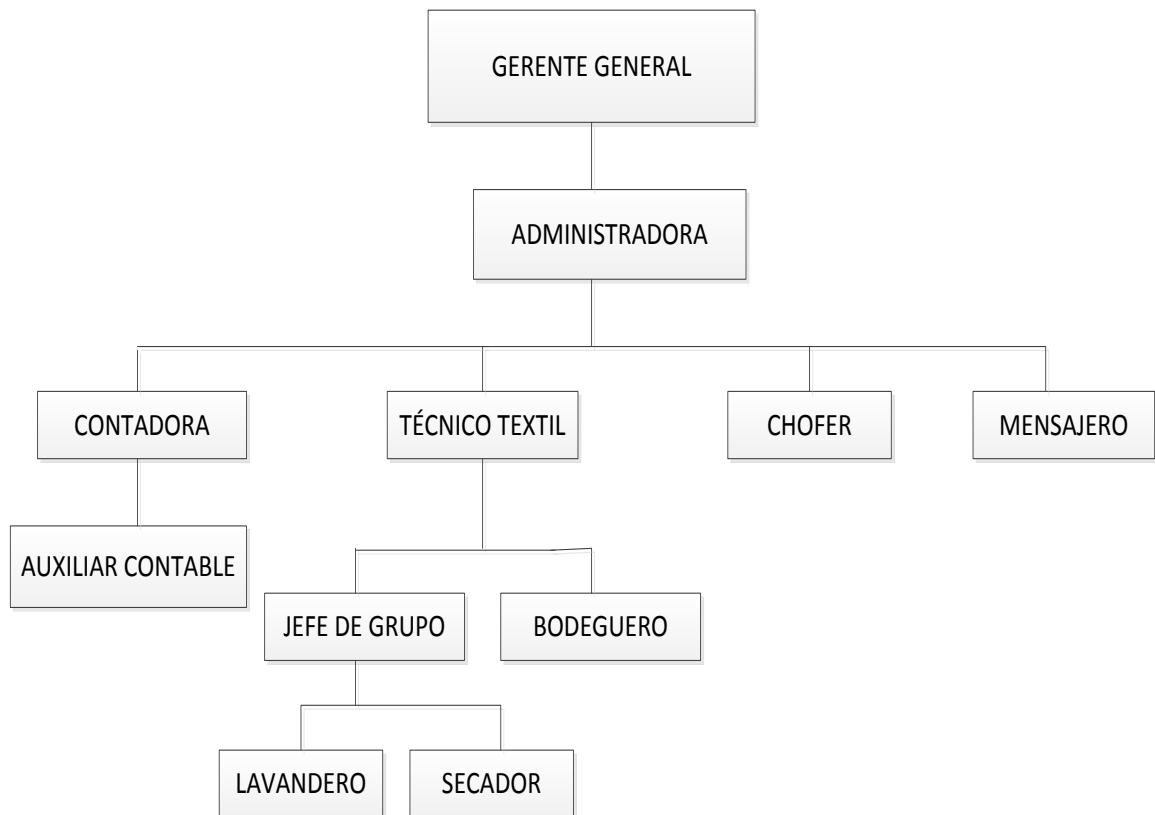 GERENTE GENERAL
ADMINISTRADORA
CONTADORA
TÉCNICO TEXTIL
CHOFER
MENSAJERO
AUXILIAR CONTABLE
JEFE DE GRUPO
BODEGUERO
LAVANDERO
SECADOR